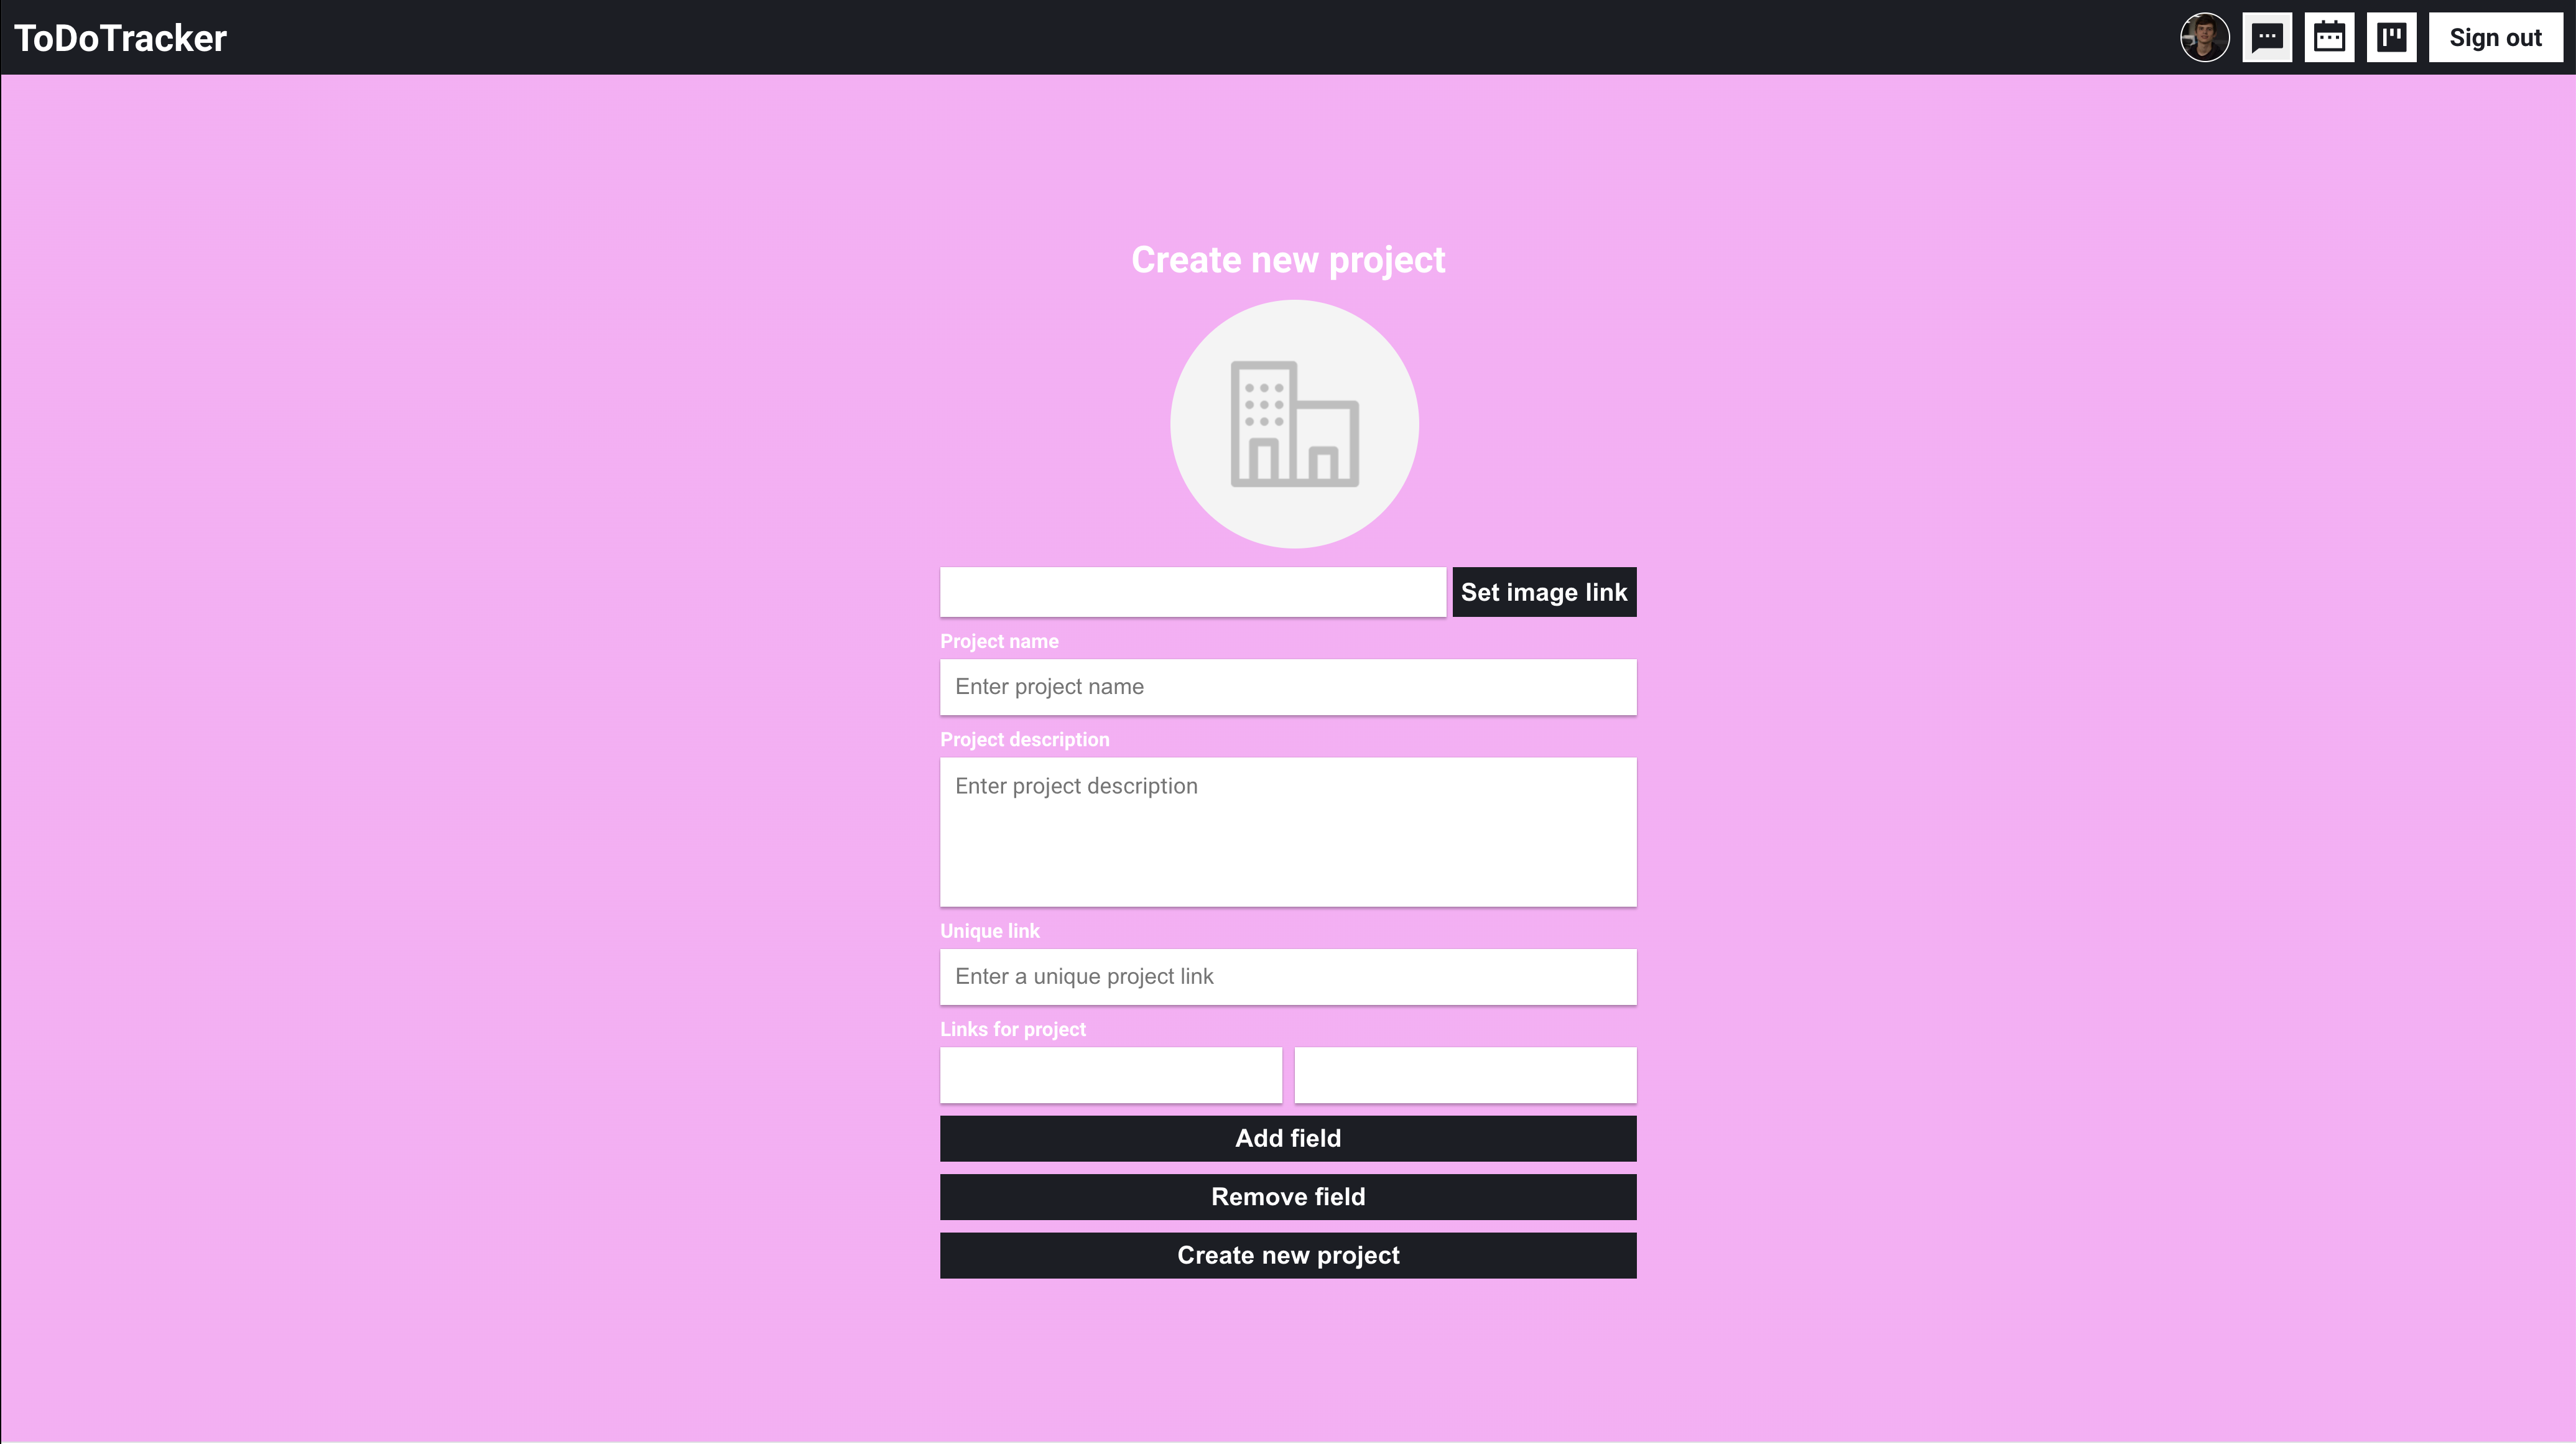 ToDoTracker
Sign out
Create new project
Set image link
Project name
Enter project name
Project description
Enter project description
Unique link
Enter a unique project link
Links for project
Add field
Remove field
Create new project